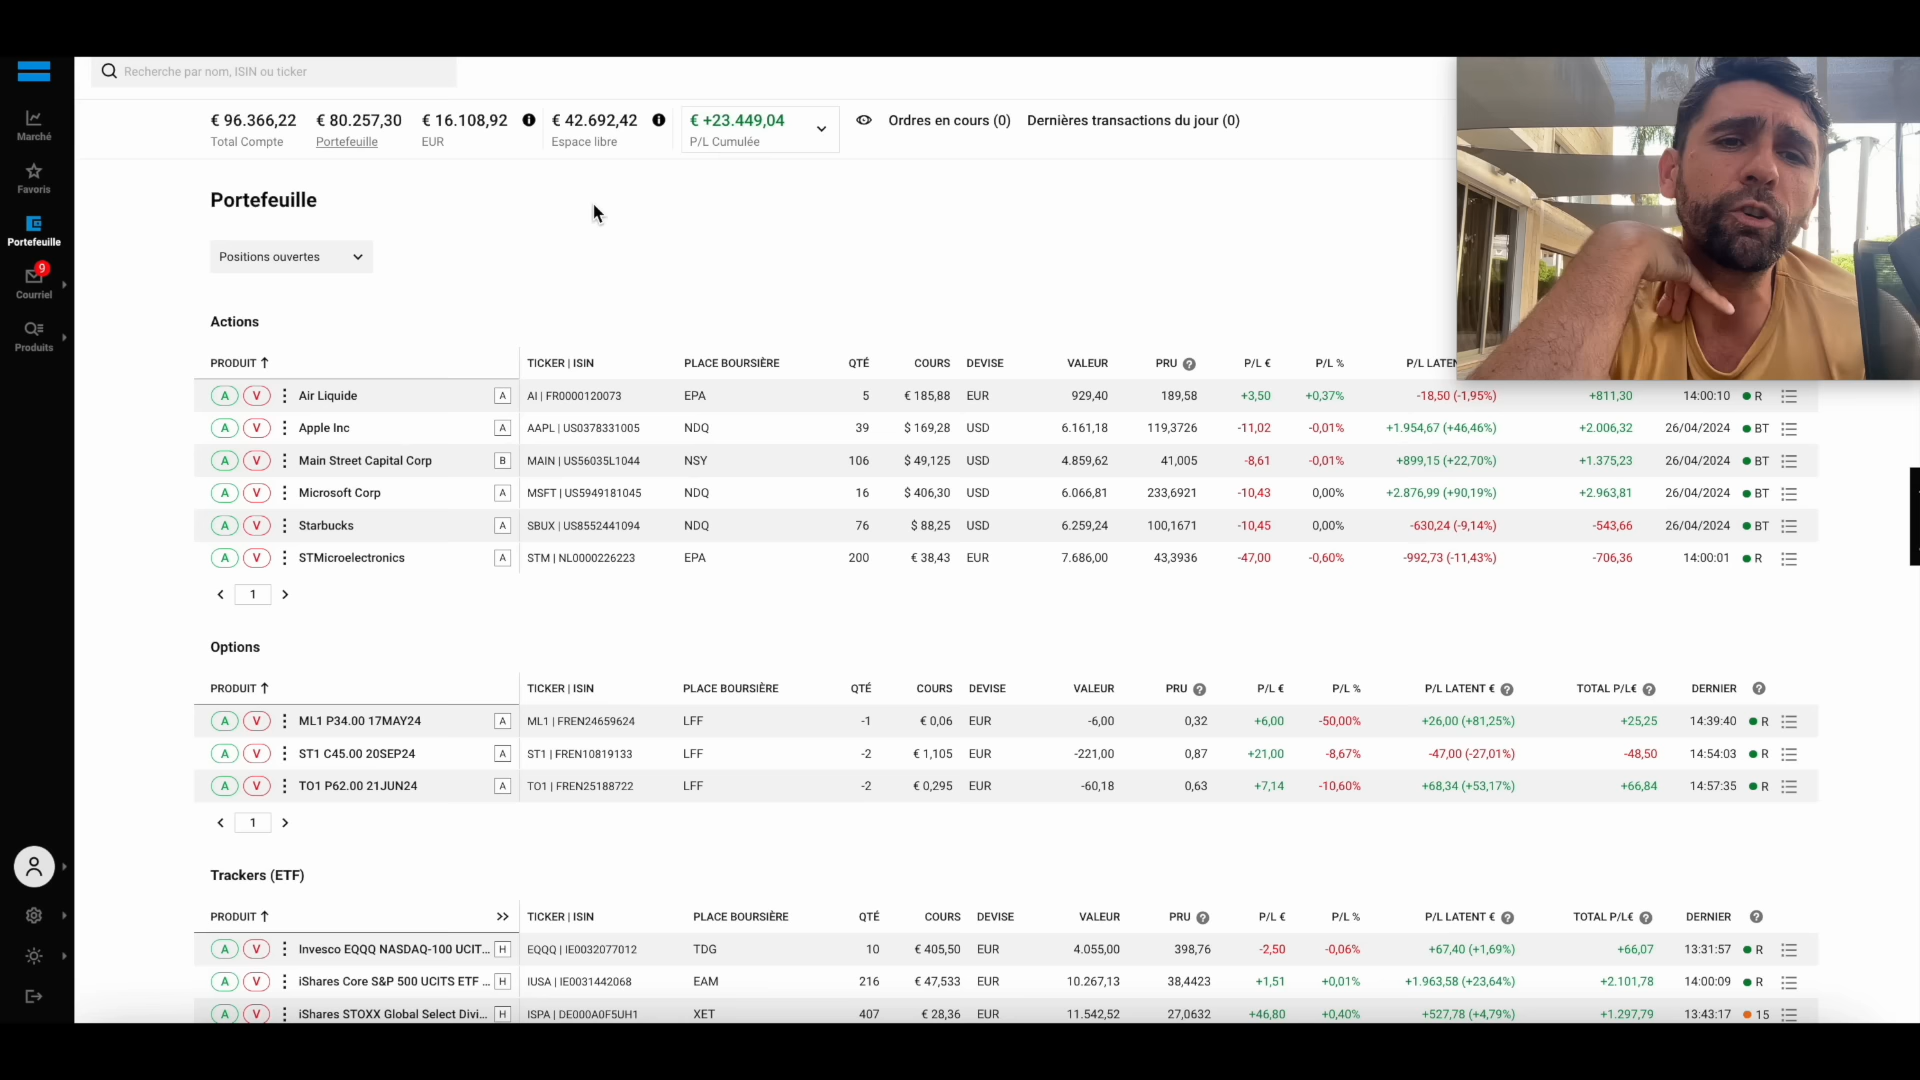 Recherche par nom, ISIN ou ticker
€ 96.366,22 € 80.257,30 € 16.108,92 € 42.692,42 € +23.449,04 Ordres en cours (0) Dernières transactions du jour (0)
Total Compte Portefeuille EUR Espace libre P/L Cumulée
Marché
Favoris
Portefeuille
9
Courriel
Produits
Portefeuille
Positions ouvertes
Actions
PRODUIT TICKER | ISIN PLACE BOURSIÈRE QTÉ COURS DEVISE VALEUR PRU P/L € P/L % P/L LATEN
A V Air Liquide A AI | FR0000120073 EPA 5 € 185,88 EUR 929,40 189,58 +3,50 +0,37% -18,50 (-1,95%) +811,30 14:00:10 R
A V Apple Inc A AAPL | US0378331005 NDQ 39 $ 169,28 USD 6.161,18 119,3726 -11,02 -0,01% +1.954,67 (+46,46%) +2.006,32 26/04/2024 BT
A V Main Street Capital Corp B MAIN | US56035L1044 NSY 106 $ 49,125 USD 4.859,62 41,005 -8,61 -0,01% +899,15 (+22,70%) +1.375,23 26/04/2024 BT
A V Microsoft Corp A MSFT | US5949181045 NDQ 16 $ 406,30 USD 6.066,81 233,6921 -10,43 0,00% +2.876,99 (+90,19%) +2.963,81 26/04/2024 BT
A V Starbucks A SBUX | US8552441094 NDQ 76 $ 88,25 USD 6.259,24 100,1671 -10,45 0,00% -630,24 (-9,14%) -543,66 26/04/2024 BT
A V STMicroelectronics A STM | NL0000226223 EPA 200 € 38,43 EUR 7.686,00 43,3936 -47,00 -0,60% -992,73 (-11,43%) -706,36 14:00:01 R
1
Options
PRODUIT TICKER | ISIN PLACE BOURSIÈRE QTÉ COURS DEVISE VALEUR PRU P/L € P/L % P/L LATENT € TOTAL P/L€ DERNIER
A V ML1 P34.00 17MAY24 A ML1 | FREN24659624 LFF -1 € 0,06 EUR -6,00 0,32 +6,00 -50,00% +26,00 (+81,25%) +25,25 14:39:40 R
A V ST1 C45.00 20SEP24 A ST1 | FREN10819133 LFF -2 € 1,105 EUR -221,00 0,87 +21,00 -8,67% -47,00 (-27,01%) -48,50 14:54:03 R
A V TO1 P62.00 21JUN24 A TO1 | FREN25188722 LFF -2 € 0,295 EUR -60,18 0,63 +7,14 -10,60% +68,34 (+53,17%) +66,84 14:57:35 R
1
Trackers (ETF)
PRODUIT TICKER | ISIN PLACE BOURSIÈRE QTÉ COURS DEVISE VALEUR PRU P/L € P/L % P/L LATENT € TOTAL P/L€ DERNIER
A V Invesco EQQQ NASDAQ-100 UCIT... H EQQQ | IE0032077012 TDG 10 € 405,50 EUR 4.055,00 398,76 -2,50 -0,06% +67,40 (+1,69%) +66,07 13:31:57 R
A V iShares Core S&P 500 UCITS ETF ... H IUSA | IE0031442068 EAM 216 € 47,533 EUR 10.267,13 38,4423 +1,51 +0,01% +1.963,58 (+23,64%) +2.101,78 14:00:09 R
A V iShares STOXX Global Select Divi... H ISPA | DE000A0F5UH1 XET 407 € 28,36 EUR 11.542,52 27,0632 +46,80 +0,40% +527,78 (+4,79%) +1.297,79 13:43:17 15